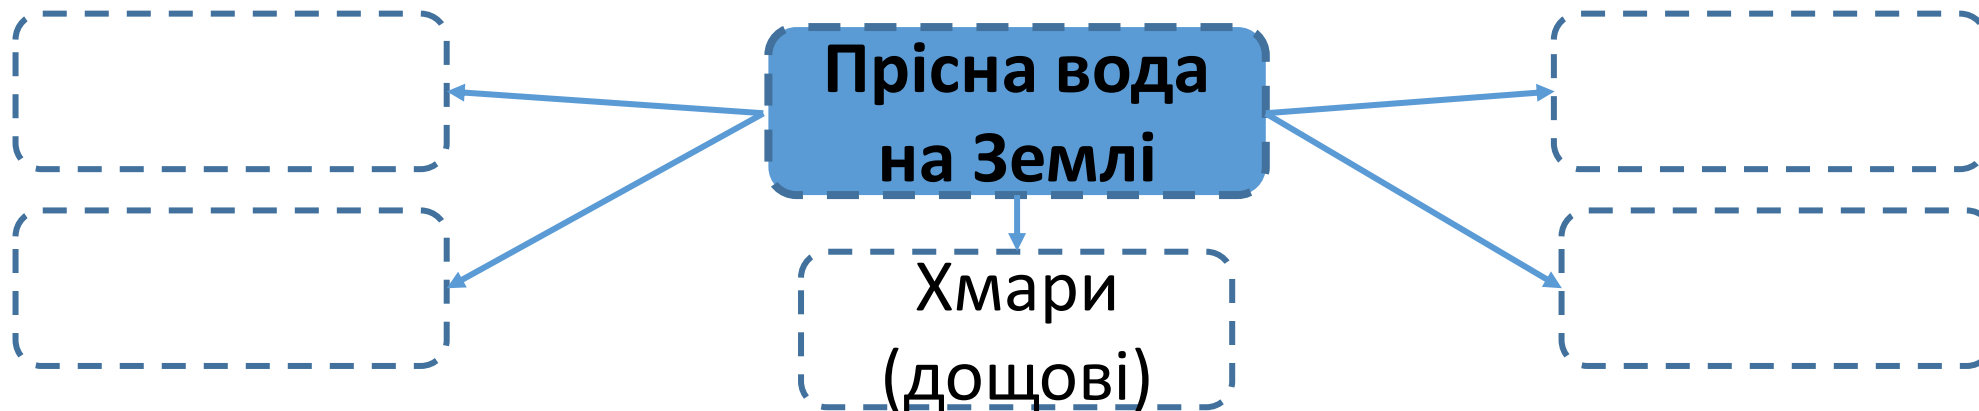 Прісна вода
на Землі
Хмари
(дощові)